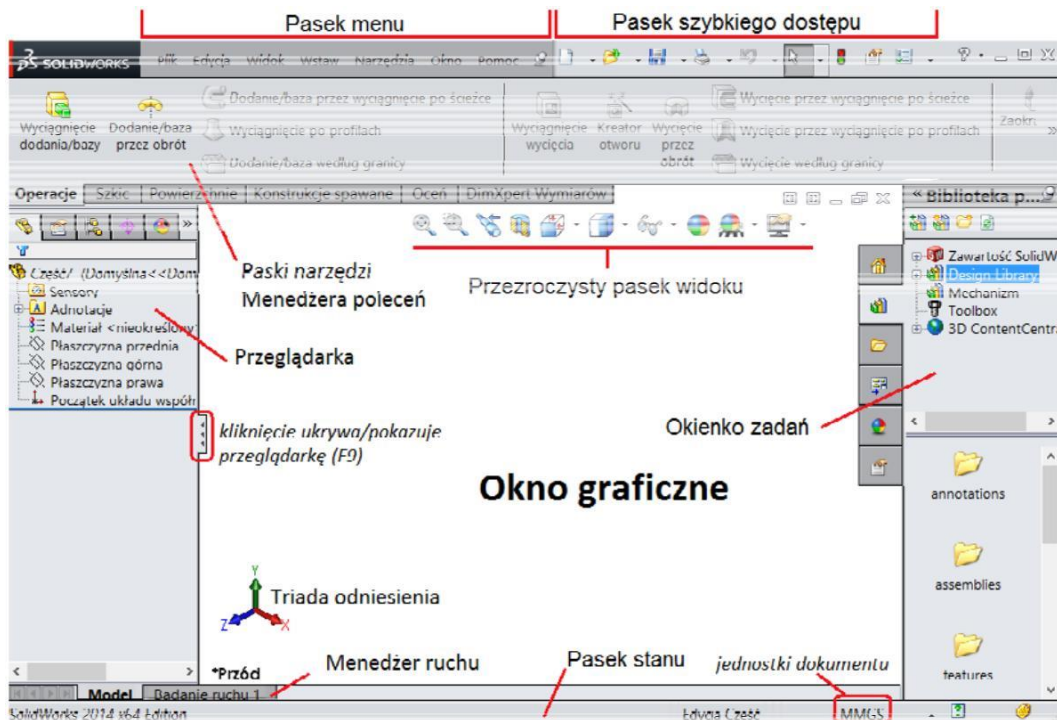 Pasek menu
Pasek szybkiego dostępu
SOLIDWORKS Plik Edycja Widok Wstaw Narzędzia Okno Pomoc
Wyciągnięcie dodania/bazy
Dodanie/baza przez obrót
Dodanie/baza przez wyciągnięcie po ścieżce
Wyciągnięcie po profilach
Dodanie/baza według granicy
Wyciągnięcie wycięcia
Kreator otworu
Wycięcie przez obrót
Wycięcie przez wyciągnięcie po ścieżce
Wycięcie przez wyciągnięcie po profilach
Wycięcie według granicy
Zaokrı
Operacje Szkic Powierzchnie Konstrukcje spawane Oceń DimXpert Wymiarów
« Biblioteka p...
Część/ (Domyślna<<Dom
Sensory
Adnotacje
Materiał <nieokreślony
Płaszczyzna przednia
Płaszczyzna górna
Płaszczyzna prawa
Początek układu współr
Paski narzędzi
Menedżera poleceń
Przezroczysty pasek widoku
Przeglądarka
Zawartość SolidW
Design Library
Mechanizm
Toolbox
3D ContentCentr
kliknięcie ukrywa/pokazuje
przeglądarkę (F9)
Okienko zadań
Okno graficzne
annotations
assemblies
features
Y
Z
X
Triada odniesienia
*Przód
Menedżer ruchu
Pasek stanu
jednostki dokumentu
Model Badanie ruchu 1
SolidWorks 2014 x64 Edition
Edycja Część
MMGS